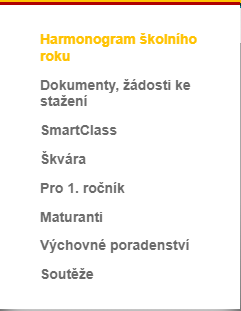 Harmonogram školního
roku
Dokumenty, žádosti ke
stažení
SmartClass
Škvára
Pro 1. ročník
Maturanti
Výchovné poradenství
Soutěže